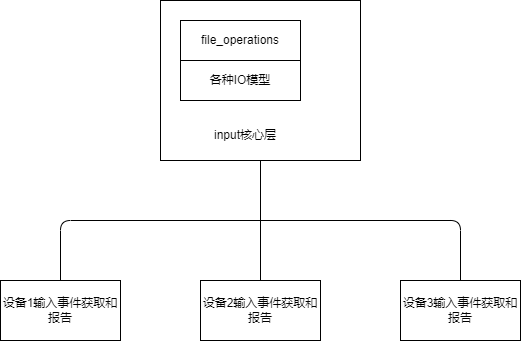 file_operations
各种IO模型
input核心层
设备1输入事件获取和
报告
设备2输入事件获取和
报告
设备3输入事件获取和
报告